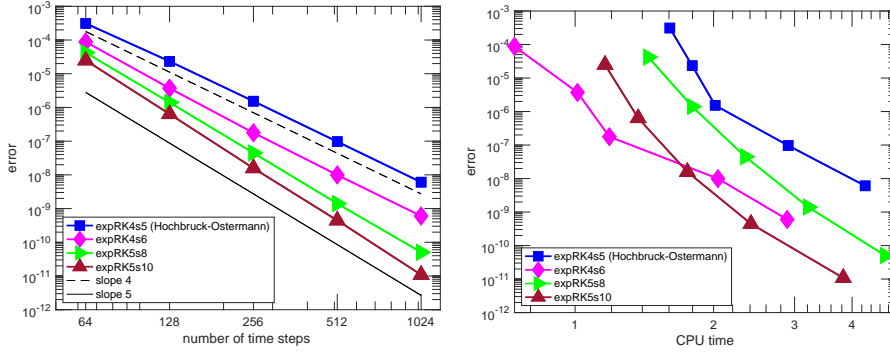 10^-3
10^-4
10^-5
10^-6
10^-7
10^-8
10^-9
10^-10
10^-11
10^-12
error
expRK4s5 (Hochbruck-Ostermann)
expRK4s6
expRK5s8
expRK5s10
slope 4
slope 5
64 128 256 512 1024
number of time steps
10^-3
10^-4
10^-5
10^-6
10^-7
10^-8
10^-9
10^-10
10^-11
10^-12
error
expRK4s5 (Hochbruck-Ostermann)
expRK4s6
expRK5s8
expRK5s10
1 2 3 4
CPU time